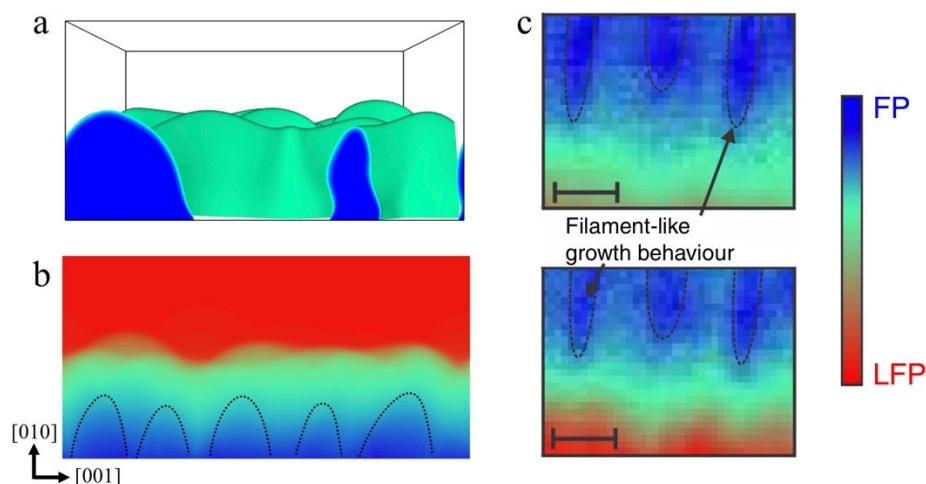 a
b
[010]
[001]
c
Filament-like
growth behaviour
FP
LFP